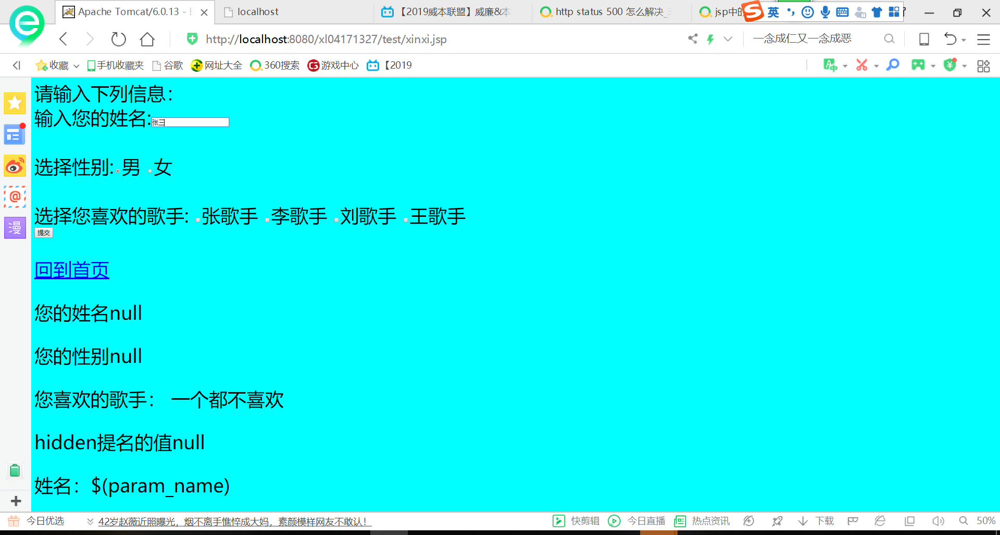 Apache Tomcat/6.0.13 - E
localhost
【2019威本联盟】威廉&本
http status 500 怎么解决_3
jsp中的
英
http://localhost:8080/xl04171327/test/xinxi.jsp
一念成仁又一念成恶
收藏 手机收藏夹 谷歌 网址大全 360搜索 游戏中心 【2019
请输入下列信息：
输入您的姓名:张三
选择性别: 男 女
选择您喜欢的歌手: 张歌手 李歌手 刘歌手 王歌手
提交
回到首页
您的姓名null
您的性别null
您喜欢的歌手： 一个都不喜欢
hidden提名的值null
姓名：$(param_name)
漫
今日优选 42岁赵薇近照曝光，烟不离手憔悴成大妈，素颜模样网友不敢认！ 快剪辑 今日直播 热点资讯 下载 50%